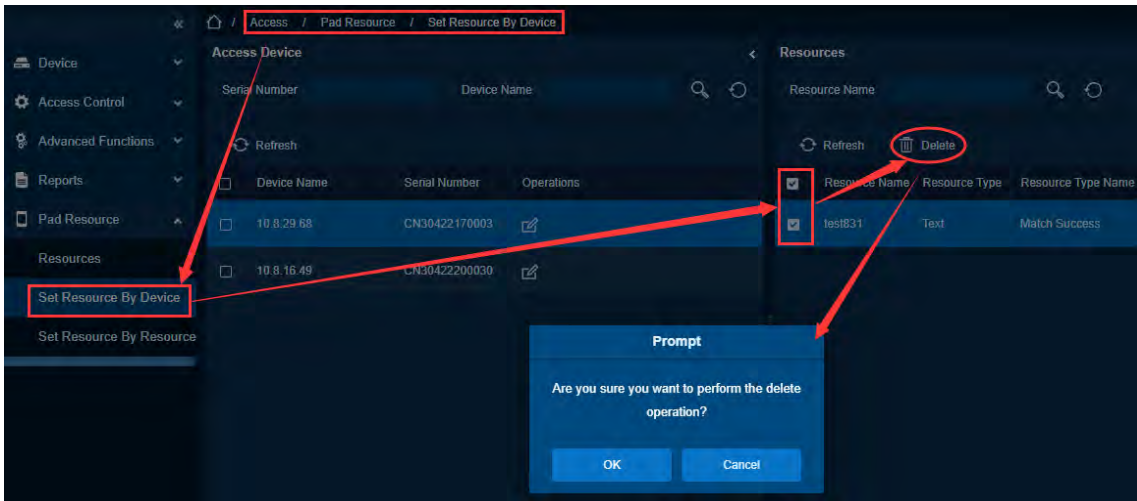 Access / Pad Resource / Set Resource By Device
Device
Access Control
Advanced Functions
Reports
Pad Resource
Resources
Set Resource By Device
Set Resource By Resource
Access Device
Serial Number Device Name
Refresh
Device Name Serial Number Operations
10.8.29.68 CN30422170003
10.8.16.49 CN30422200030
Resources
Resource Name
Refresh Delete
Resource Name Resource Type Resource Type Name
test831 Text Match Success
Prompt
Are you sure you want to perform the delete
operation?
OK Cancel